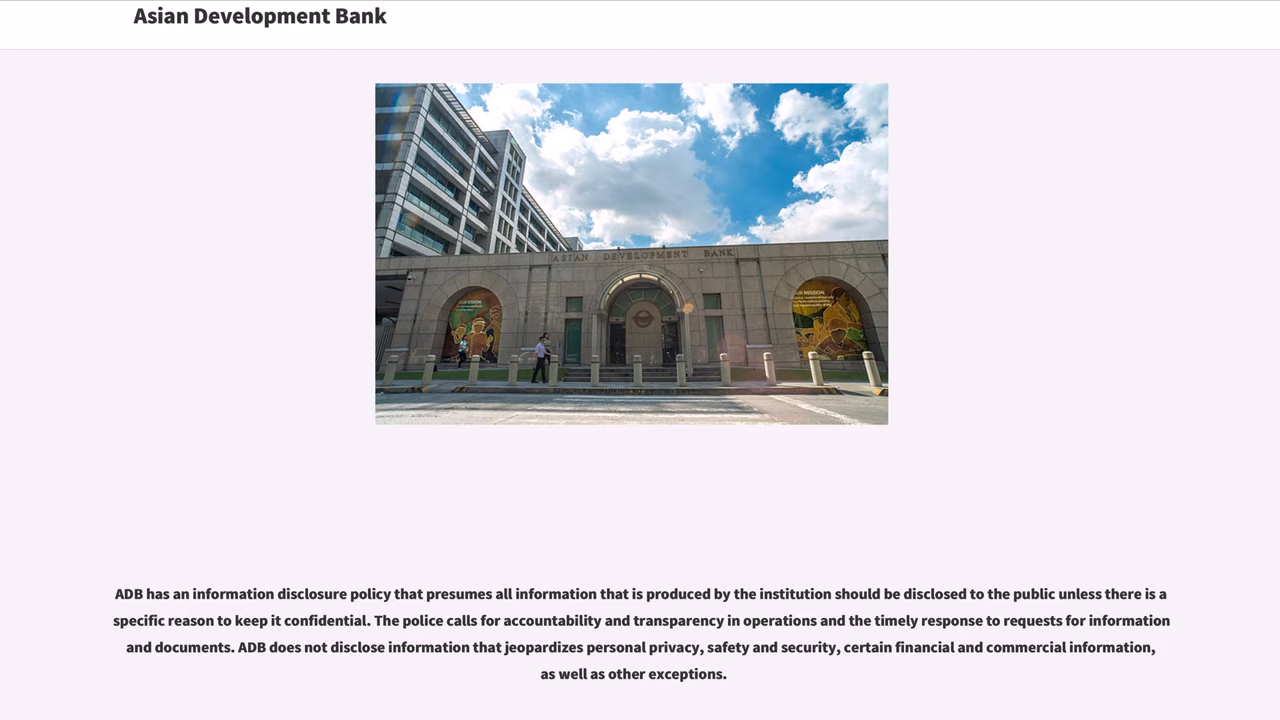 Asian Development Bank
ASIAN DEVELOPMENT BANK
OUR VISION
OUR MISSION
ADB has an information disclosure policy that presumes all information that is produced by the institution should be disclosed to the public unless there is a
specific reason to keep it confidential. The police calls for accountability and transparency in operations and the timely response to requests for information
and documents. ADB does not disclose information that jeopardizes personal privacy, safety and security, certain financial and commercial information,
as well as other exceptions.